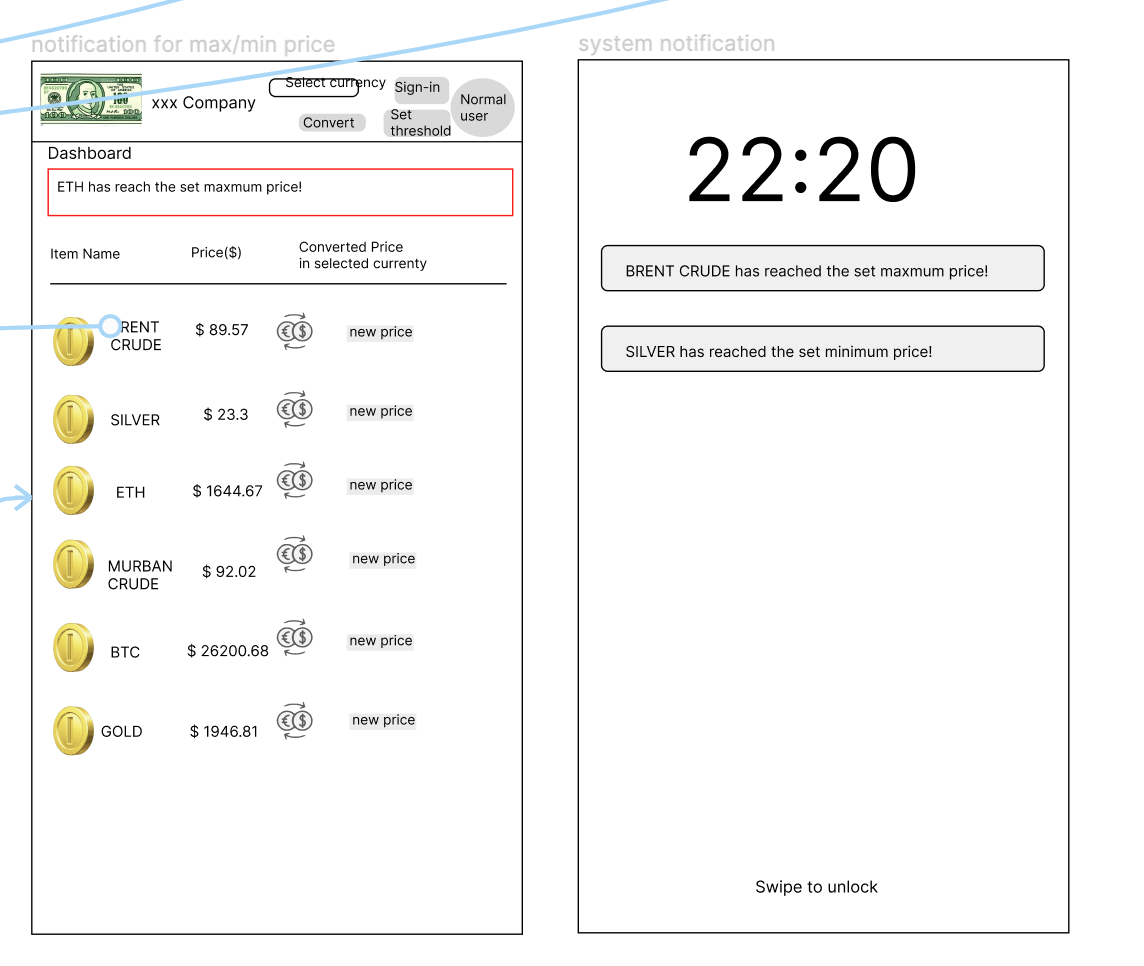 notification for max/min price
xxx Company
Select currency
Sign-in
Normal
user
Convert
Set
threshold
Dashboard
ETH has reach the set maxmum price!
Item Name
Price($)
Converted Price
in selected currenty
RENT
CRUDE
$ 89.57
new price
SILVER
$ 23.3
new price
ETH
$ 1644.67
new price
MURBAN
CRUDE
$ 92.02
new price
BTC
$ 26200.68
new price
GOLD
$ 1946.81
new price
system notification
22:20
BRENT CRUDE has reached the set maxmum price!
SILVER has reached the set minimum price!
Swipe to unlock